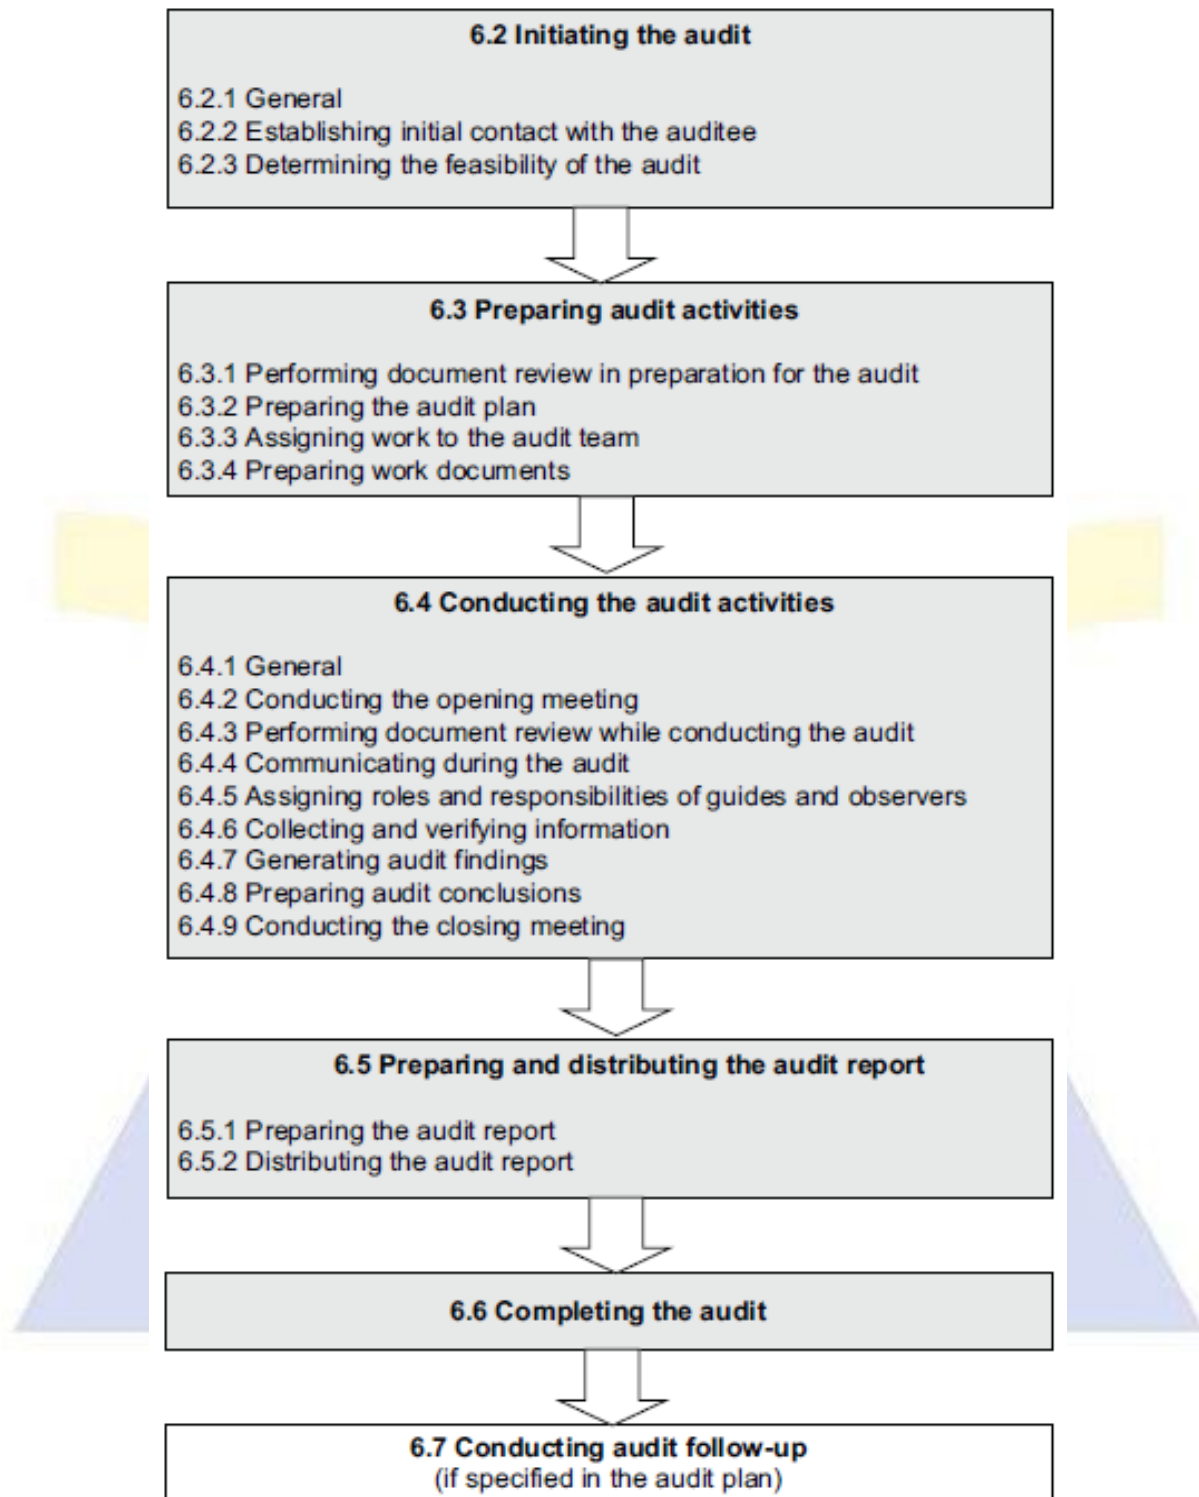 6.2 Initiating the audit
6.2.1 General
6.2.2 Establishing initial contact with the auditee
6.2.3 Determining the feasibility of the audit
6.3 Preparing audit activities
6.3.1 Performing document review in preparation for the audit
6.3.2 Preparing the audit plan
6.3.3 Assigning work to the audit team
6.3.4 Preparing work documents
6.4 Conducting the audit activities
6.4.1 General
6.4.2 Conducting the opening meeting
6.4.3 Performing document review while conducting the audit
6.4.4 Communicating during the audit
6.4.5 Assigning roles and responsibilities of guides and observers
6.4.6 Collecting and verifying information
6.4.7 Generating audit findings
6.4.8 Preparing audit conclusions
6.4.9 Conducting the closing meeting
6.5 Preparing and distributing the audit report
6.5.1 Preparing the audit report
6.5.2 Distributing the audit report
6.6 Completing the audit
6.7 Conducting audit follow-up
(if specified in the audit plan)